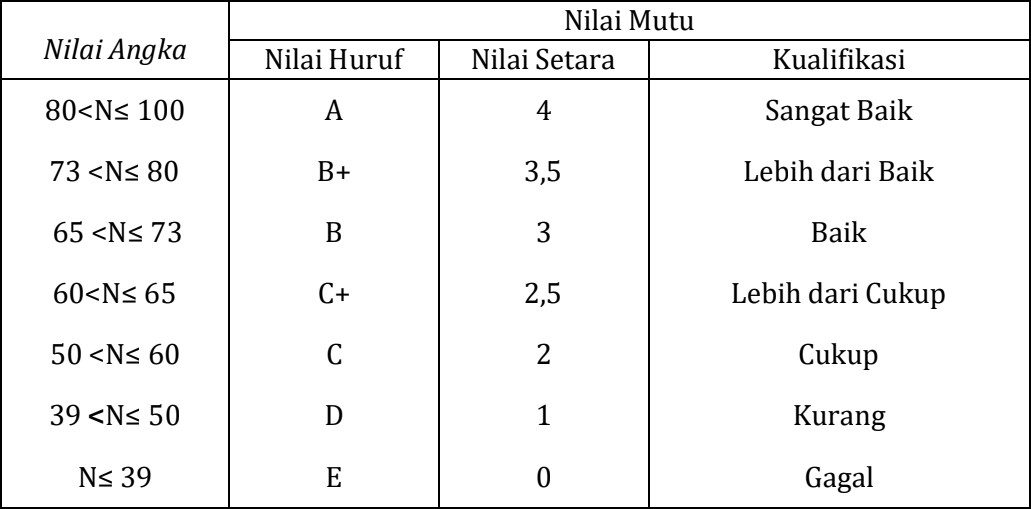 Nilai Angka Nilai Mutu
Nilai Huruf Nilai Setara Kualifikasi
80<N≤ 100 A 4 Sangat Baik
73 <N≤ 80 B+ 3,5 Lebih dari Baik
65 <N≤ 73 B 3 Baik
60<N≤ 65 C+ 2,5 Lebih dari Cukup
50 <N≤ 60 C 2 Cukup
39 <N≤ 50 D 1 Kurang
N≤ 39 E 0 Gagal